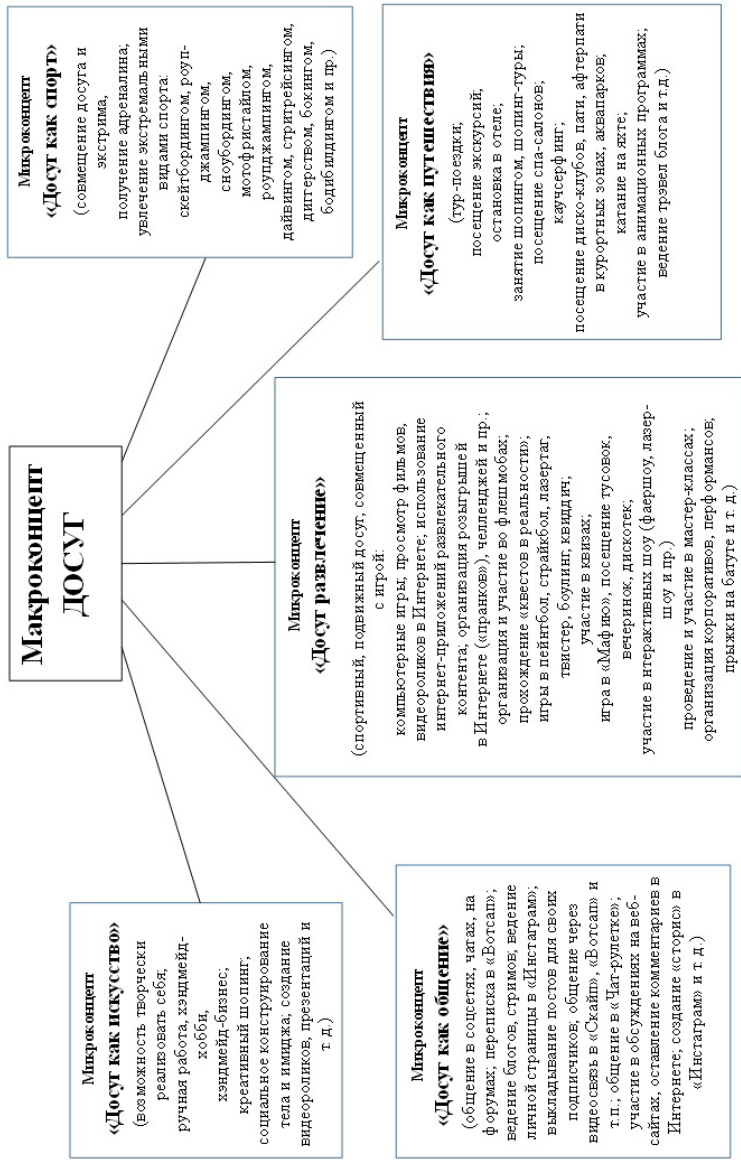 Макроконцепт
ДОСУГ
Микроконцепт
«Досуг как искусство»
(возможность творчески
реализовать себя;
ручная работа, хэндмейд-
хобби,
хэндмейд-бизнес;
креативный шопинг;
социальное конструирование
тела и имиджа; создание
видеороликов, презентаций и
т. д.)
Микроконцепт
«Досуг как общение»
(общение в соцсетях, чатах, на
форумах; переписка в «Вотсап»;
ведение блогов, стримов, ведение
личной страницы в «Инстаграм»;
выкладывание постов для своих
подписчиков; общение через
видеосвязь в «Скайп», «Вотсап» и
т.п.; общение в «Чат-рулетке»;
участие в обсуждениях на веб-
сайтах, оставление комментариев в
Интернете; создание «сторис» в
«Инстаграм» и т. д.)
Микроконцепт
«Досуг развлечение»
(спортивный, подвижный досуг, совмещенный
с игрой:
компьютерные игры, просмотр фильмов,
видеороликов в Интернете; использование
интернет-приложений развлекательного
контента; организация розыгрышей
в Интернете («пранков»), челленджей и пр.;
организация и участие во флешмобах;
прохождение «квестов в реальности»;
игры в пейнтбол, страйкбол, лазертаг,
твистер, боулинг, квиддич;
участие в квизах;
игра в «Мафию», посещение тусовок,
вечеринок, дискотек;
участие в нтерактивных шоу (фаершоу, лазер-
шоу и пр.)
проведение и участие в мастер-классах;
организация корпоративов, перформансов,
прыжки на батуте и т. д.)
Микроконцепт
«Досуг как спорт»
(совмещение досуга и
экстрима,
получение адреналина;
увлечение экстремальными
видами спорта:
скейтбордингом, роуп-
джампингом,
сноубордингом,
мотофристайлом,
роупджампингом,
дайвингом, стритрейсингом,
диггерством, бокингом,
бодибилдингом и пр.)
Микроконцепт
«Досуг как путешествия»
(тур-поездки;
посещение экскурсий,
остановка в отеле;
занятие шопингом, шопинг-туры;
посещение спа-салонов;
каучсерфинг;
посещение диско-клубов, пати, афтерпати
в курортных зонах, аквапарков;
катание на яхте;
участие в анимационных программах;
ведение трэвел блога и т.д.)